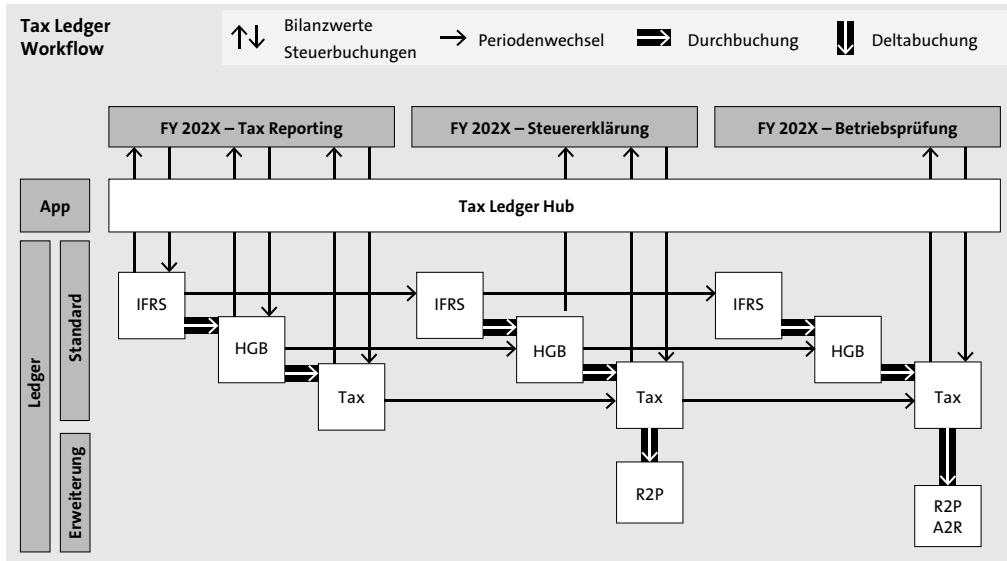 Tax Ledger
Workflow
Bilanzwerte
Steuerbuchungen
Periodenwechsel
Durchbuchung
Deltabuchung
FY 202X – Tax Reporting
FY 202X – Steuererklärung
FY 202X – Betriebsprüfung
App
Tax Ledger Hub
Ledger
Standard
Erweiterung
IFRS
HGB
Tax
IFRS
HGB
Tax
R2P
IFRS
HGB
Tax
R2P
A2R